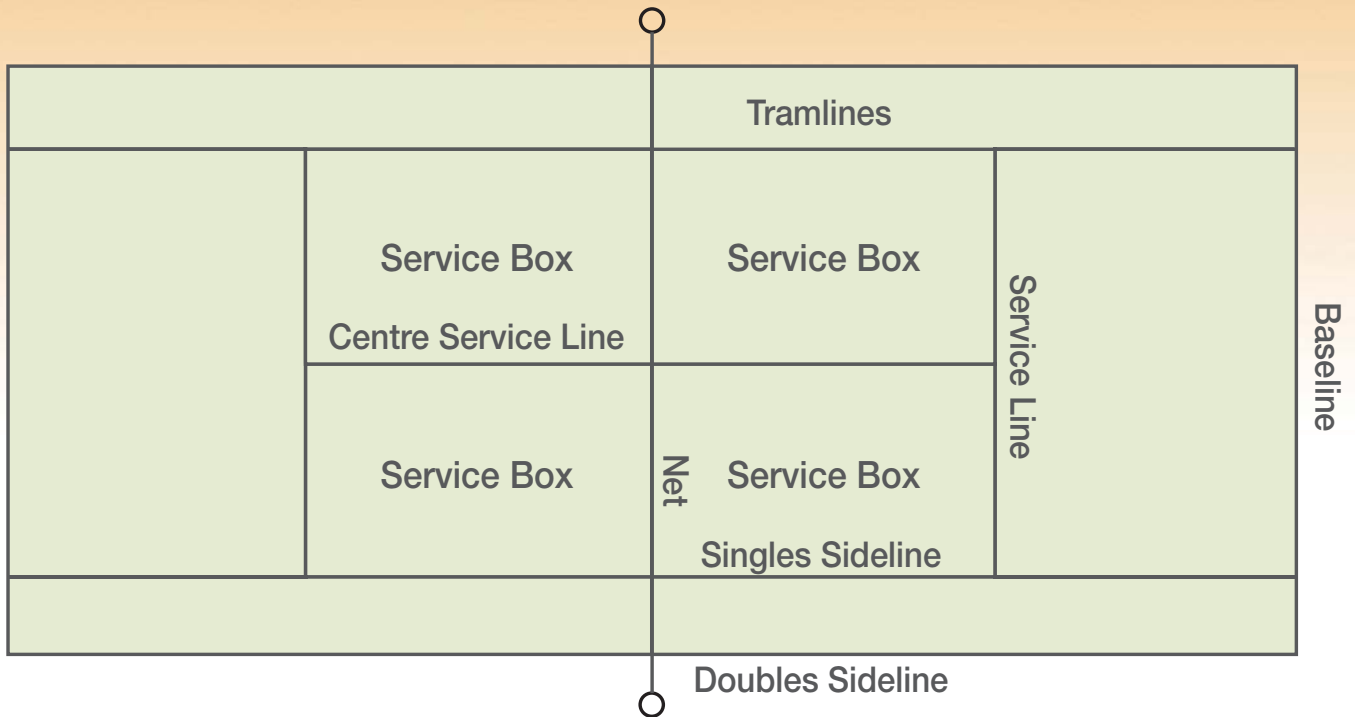 Tramlines
Service Box
Service Box
Centre Service Line
Service Line
Baseline
Service Box
Net
Service Box
Singles Sideline
Doubles Sideline